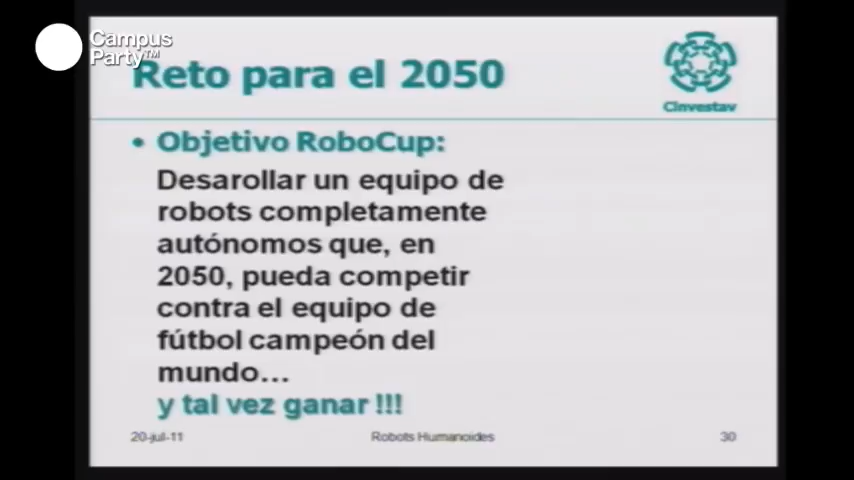 Campus
Party™
Reto para el 2050
Cinvestav
• Objetivo RoboCup:
Desarollar un equipo de
robots completamente
autónomos que, en
2050, pueda competir
contra el equipo de
fútbol campeón del
mundo...
y tal vez ganar !!!
20-jul-11
Robots Humanoides
30